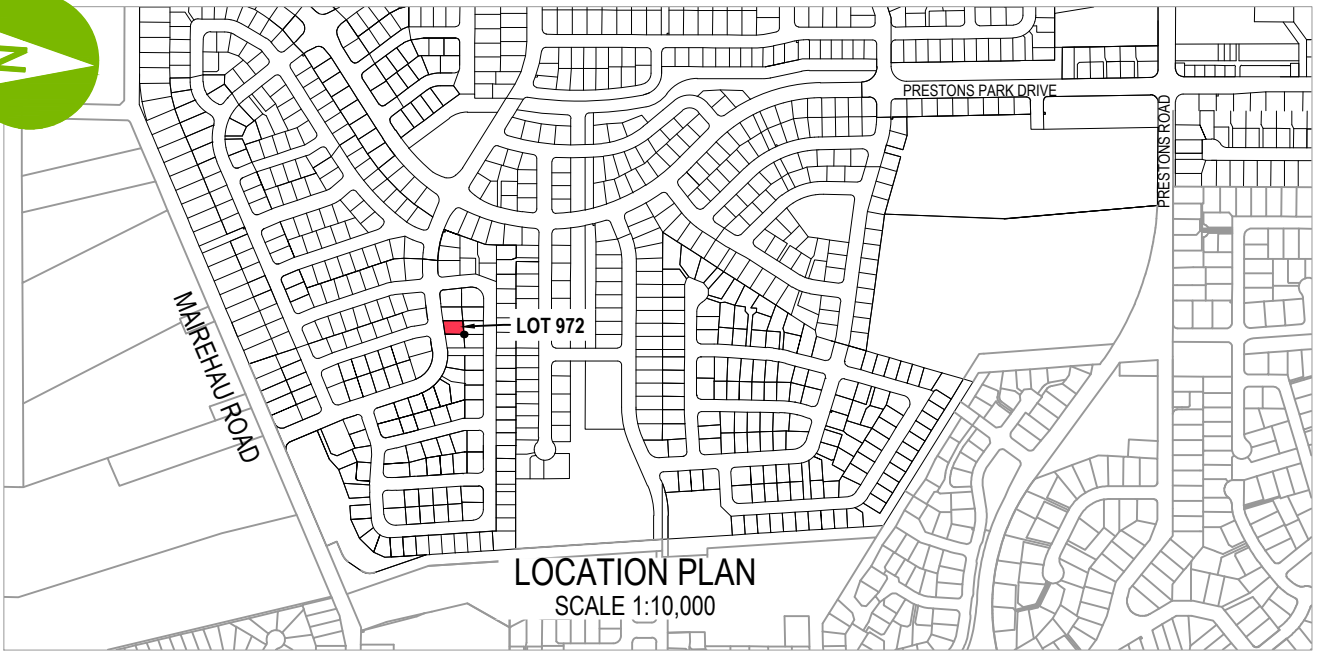 N
PRESTONS PARK DRIVE
PRESTONS ROAD
LOT 972
MAIREHAU ROAD
LOCATION PLAN
SCALE 1:10,000